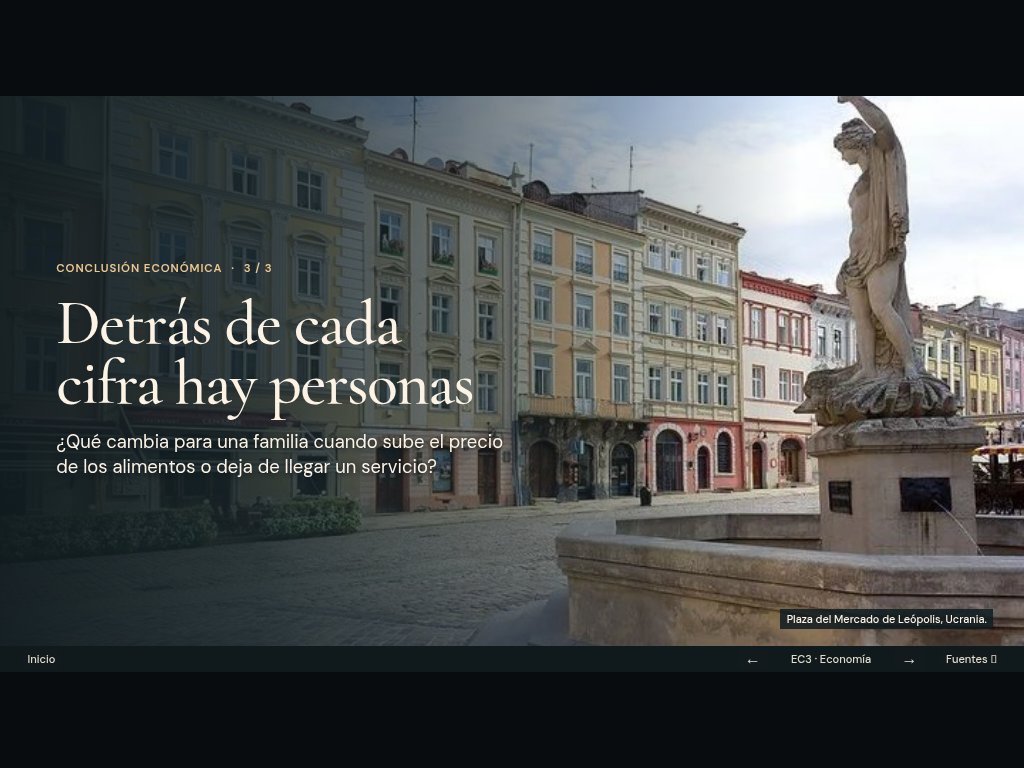 CONCLUSIÓN ECONÓMICA · 3 / 3
Detrás de cada
cifra hay personas
¿Qué cambia para una familia cuando sube el precio
de los alimentos o deja de llegar un servicio?
Plaza del Mercado de Leópolis, Ucrania.
Inicio
← EC3 · Economía → Fuentes